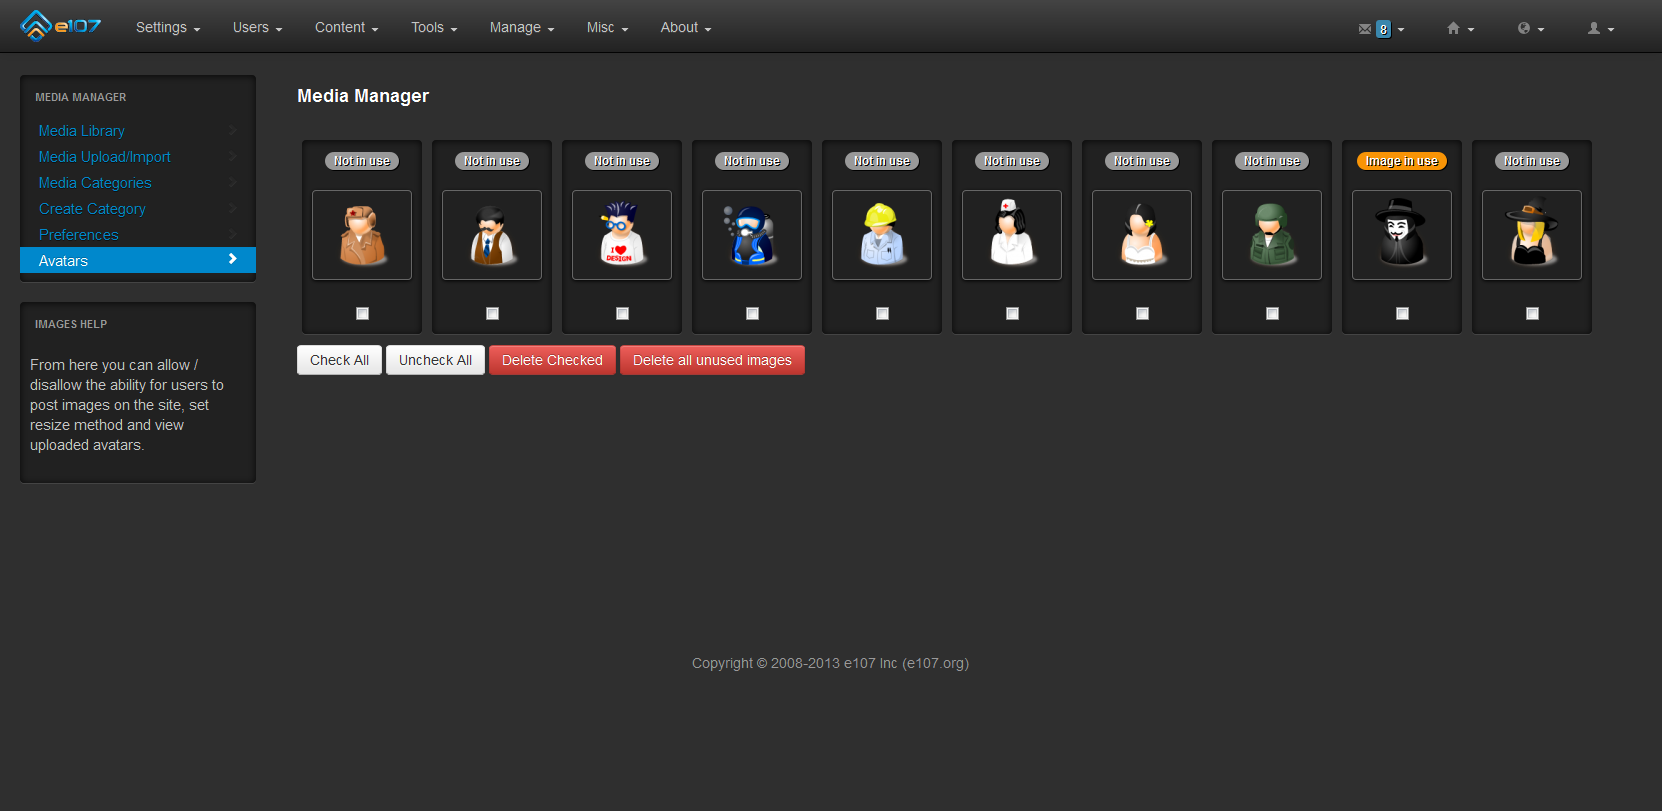 e107 Settings Users Content Tools Manage Misc About 8
MEDIA MANAGER
Media Library
Media Upload/Import
Media Categories
Create Category
Preferences
Avatars
IMAGES HELP
From here you can allow /
disallow the ability for users to
post images on the site, set
resize method and view
uploaded avatars.
Media Manager
Not in use Not in use Not in use Not in use Not in use Not in use Not in use Not in use Image in use Not in use
I ♥
DESIGN
Check All Uncheck All Delete Checked Delete all unused images
Copyright © 2008-2013 e107 Inc (e107.org)